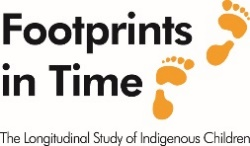 Footprints
in Time
The Longitudinal Study of Indigenous Children